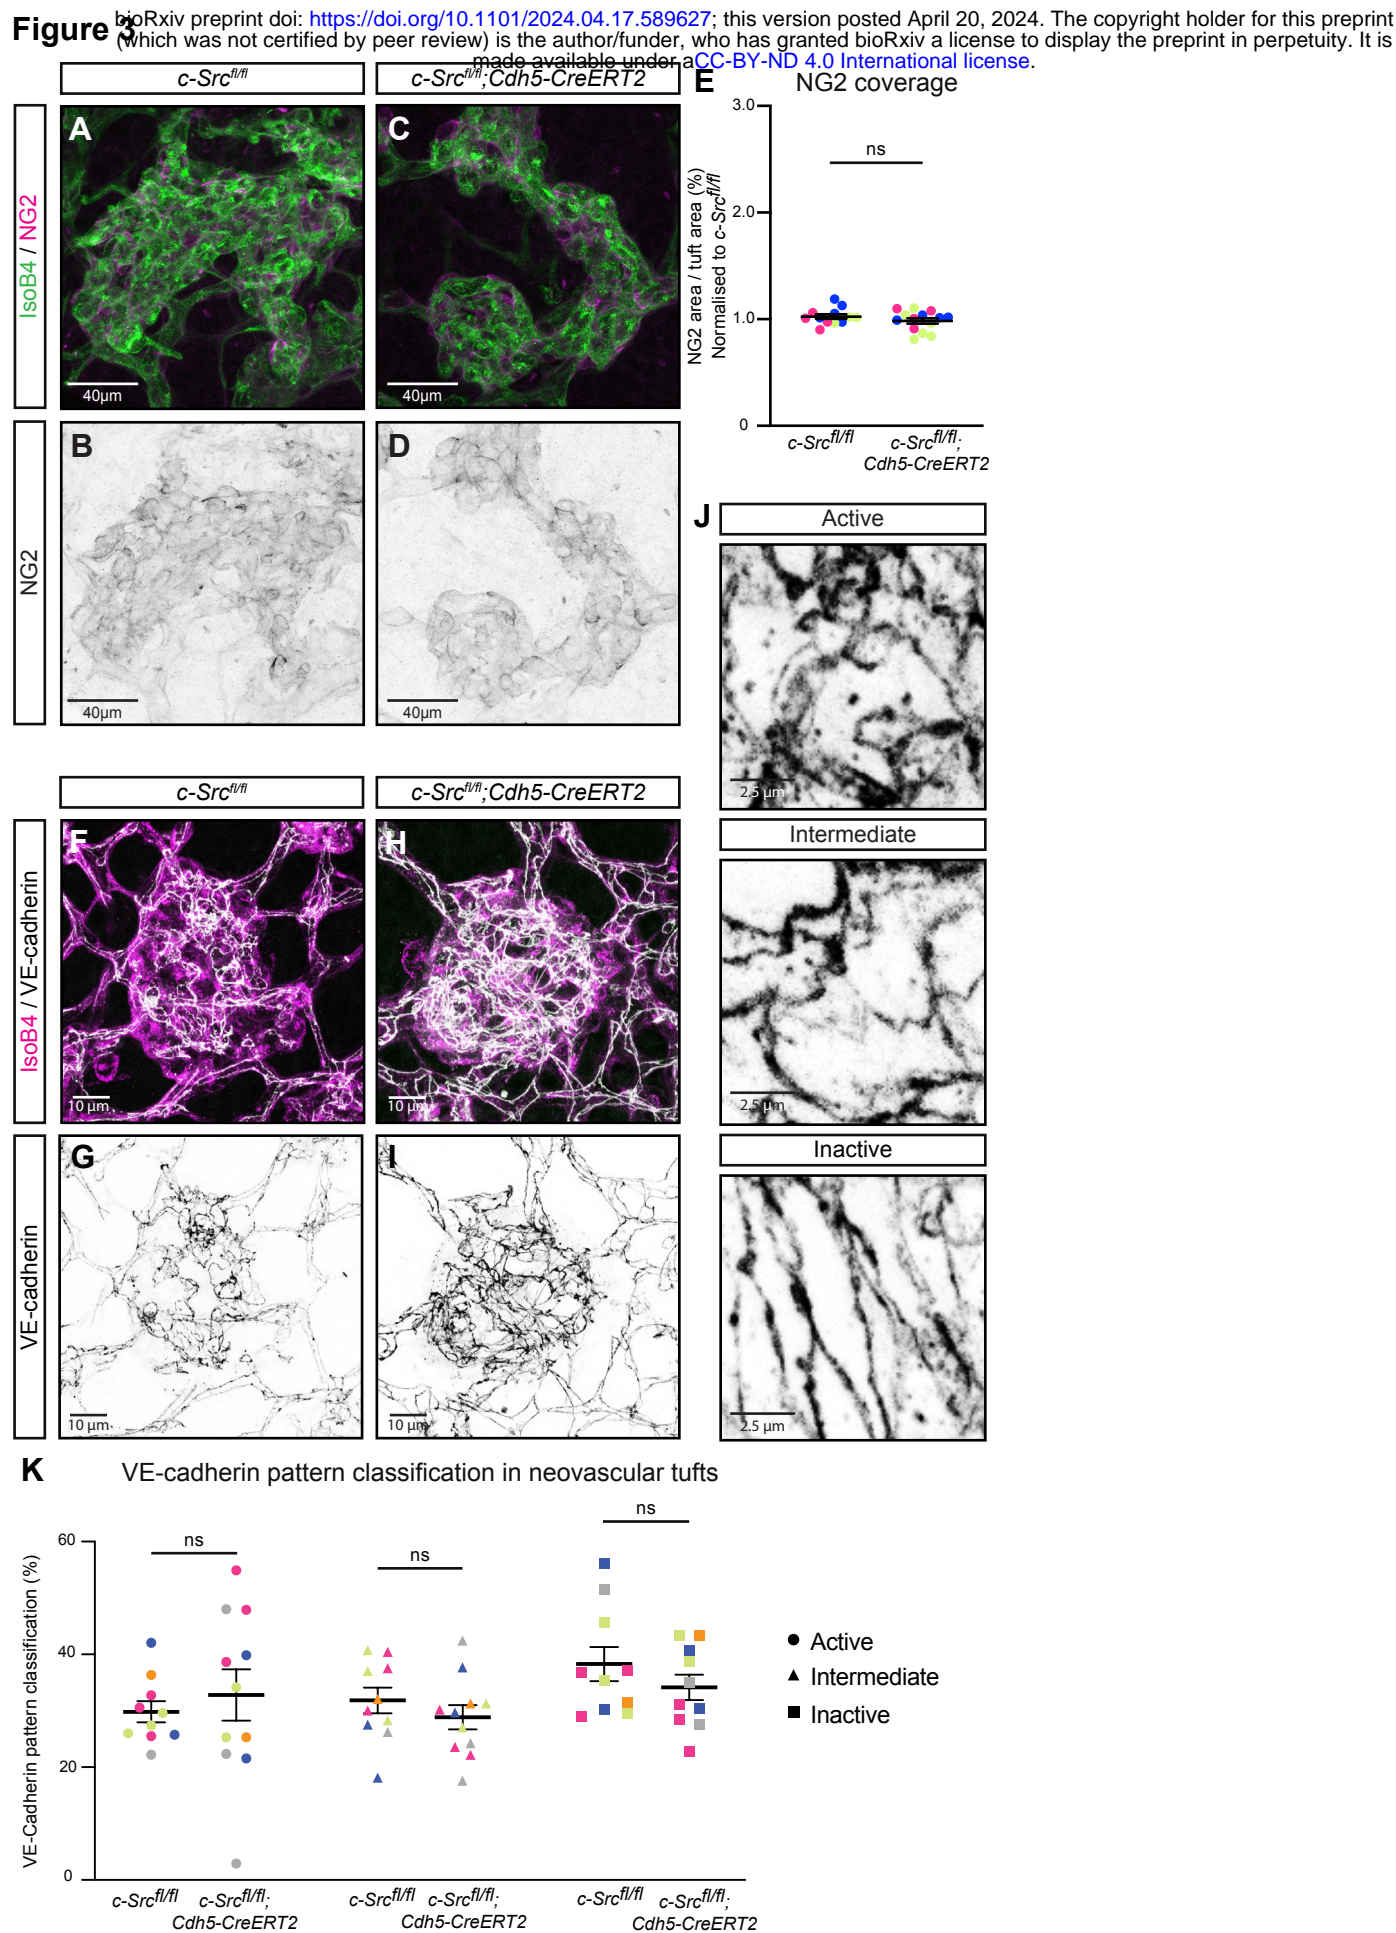 bioRxiv preprint doi: https://doi.org/10.1101/2024.04.17.589627; this version posted April 20, 2024. The copyright holder for this preprint
(which was not certified by peer review) is the author/funder, who has granted bioRxiv a license to display the preprint in perpetuity. It is
made available under aCC-BY-ND 4.0 International license.
Figure 3
c-Srcfl/fl
c-Srcfl/fl;Cdh5-CreERT2
IsoB4 / NG2
A
40µm
C
40µm
NG2
B
40µm
D
40µm
E
NG2 coverage
NG2 area / tuft area (%)
Normalised to c-Srcfl/fl
3.0
2.0
1.0
0
ns
c-Srcfl/fl
c-Srcfl/fl;
Cdh5-CreERT2
c-Srcfl/fl
c-Srcfl/fl;Cdh5-CreERT2
IsoB4 / VE-cadherin
F
10 µm
H
10 µm
VE-cadherin
G
10 µm
I
10 µm
J
Active
2.5 µm
Intermediate
2.5 µm
Inactive
2.5 µm
K
VE-cadherin pattern classification in neovascular tufts
VE-Cadherin pattern classification (%)
60
40
20
0
ns
ns
ns
c-Srcfl/fl
c-Srcfl/fl;
Cdh5-CreERT2
c-Srcfl/fl
c-Srcfl/fl;
Cdh5-CreERT2
c-Srcfl/fl
c-Srcfl/fl;
Cdh5-CreERT2
Active
Intermediate
Inactive